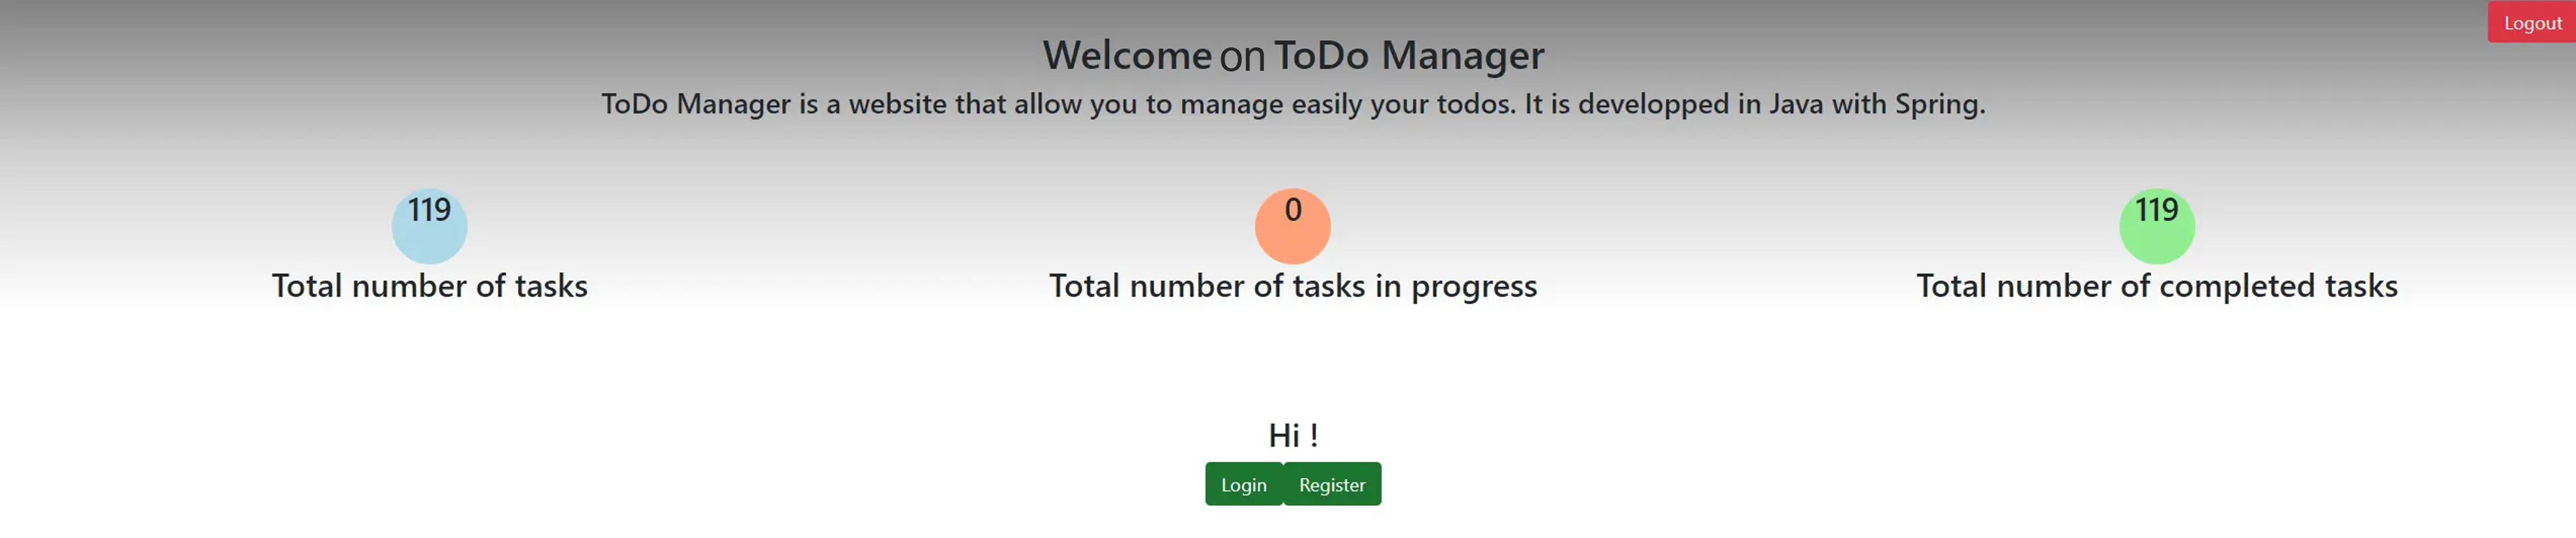 Logout
Welcome on ToDo Manager
ToDo Manager is a website that allow you to manage easily your todos. It is developped in Java with Spring.
119
Total number of tasks
0
Total number of tasks in progress
119
Total number of completed tasks
Hi !
Login Register